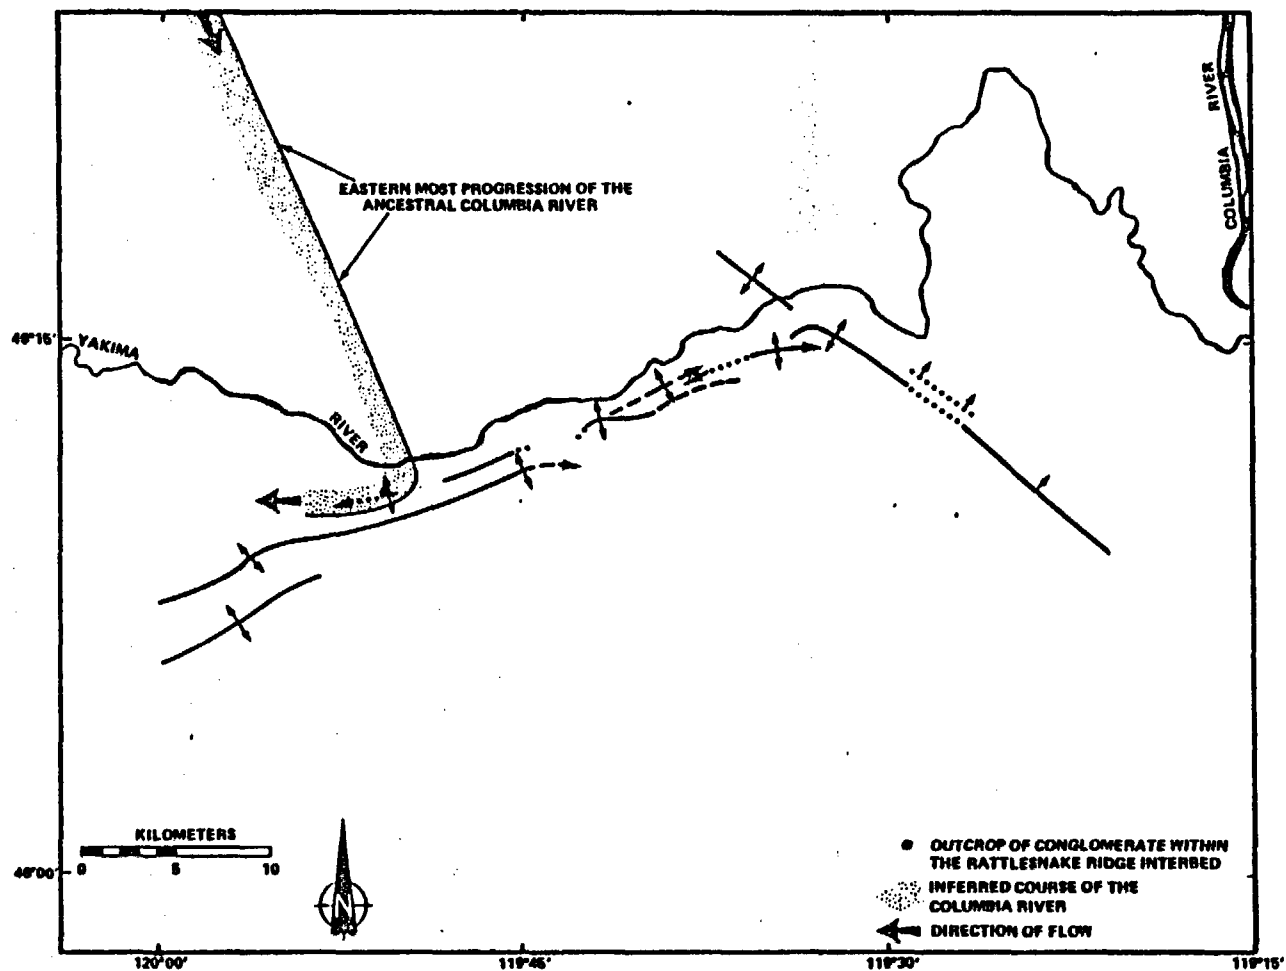 EASTERN MOST PROGRESSION OF THE
ANCESTRAL COLUMBIA RIVER
COLUMBIA RIVER
46°15'
YAKIMA RIVER
KILOMETERS
0 5 10
46°00'
N
OUTCROP OF CONGLOMERATE WITHIN
THE RATTLESNAKE RIDGE INTERBED
INFERRED COURSE OF THE
COLUMBIA RIVER
DIRECTION OF FLOW
120°00' 119°45' 119°30' 119°15'